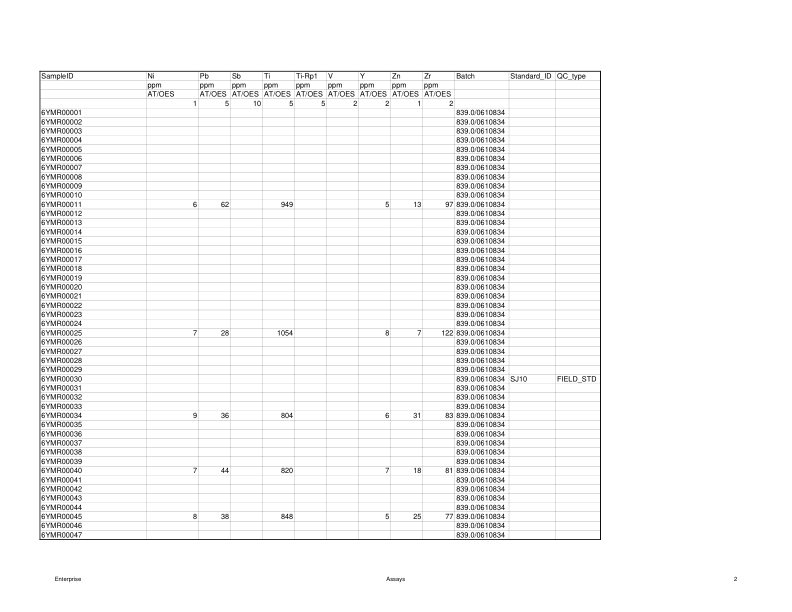 SampleID Ni Pb Sb Ti Ti-Rp1 V Y Zn Zr Batch Standard_ID QC_type
ppm ppm ppm ppm ppm ppm ppm ppm ppm
AT/OES AT/OES AT/OES AT/OES AT/OES AT/OES AT/OES AT/OES AT/OES
1 5 10 5 5 2 2 1 2
6YMR00001 839.0/0610834
6YMR00002 839.0/0610834
6YMR00003 839.0/0610834
6YMR00004 839.0/0610834
6YMR00005 839.0/0610834
6YMR00006 839.0/0610834
6YMR00007 839.0/0610834
6YMR00008 839.0/0610834
6YMR00009 839.0/0610834
6YMR00010 839.0/0610834
6YMR00011 6 62 949 5 13 97 839.0/0610834
6YMR00012 839.0/0610834
6YMR00013 839.0/0610834
6YMR00014 839.0/0610834
6YMR00015 839.0/0610834
6YMR00016 839.0/0610834
6YMR00017 839.0/0610834
6YMR00018 839.0/0610834
6YMR00019 839.0/0610834
6YMR00020 839.0/0610834
6YMR00021 839.0/0610834
6YMR00022 839.0/0610834
6YMR00023 839.0/0610834
6YMR00024 839.0/0610834
6YMR00025 7 28 1054 8 7 122 839.0/0610834
6YMR00026 839.0/0610834
6YMR00027 839.0/0610834
6YMR00028 839.0/0610834
6YMR00029 839.0/0610834
6YMR00030 839.0/0610834 SJ10 FIELD_STD
6YMR00031 839.0/0610834
6YMR00032 839.0/0610834
6YMR00033 839.0/0610834
6YMR00034 9 36 804 6 31 83 839.0/0610834
6YMR00035 839.0/0610834
6YMR00036 839.0/0610834
6YMR00037 839.0/0610834
6YMR00038 839.0/0610834
6YMR00039 839.0/0610834
6YMR00040 7 44 820 7 18 81 839.0/0610834
6YMR00041 839.0/0610834
6YMR00042 839.0/0610834
6YMR00043 839.0/0610834
6YMR00044 839.0/0610834
6YMR00045 8 38 848 5 25 77 839.0/0610834
6YMR00046 839.0/0610834
6YMR00047 839.0/0610834
Enterprise Assays 2